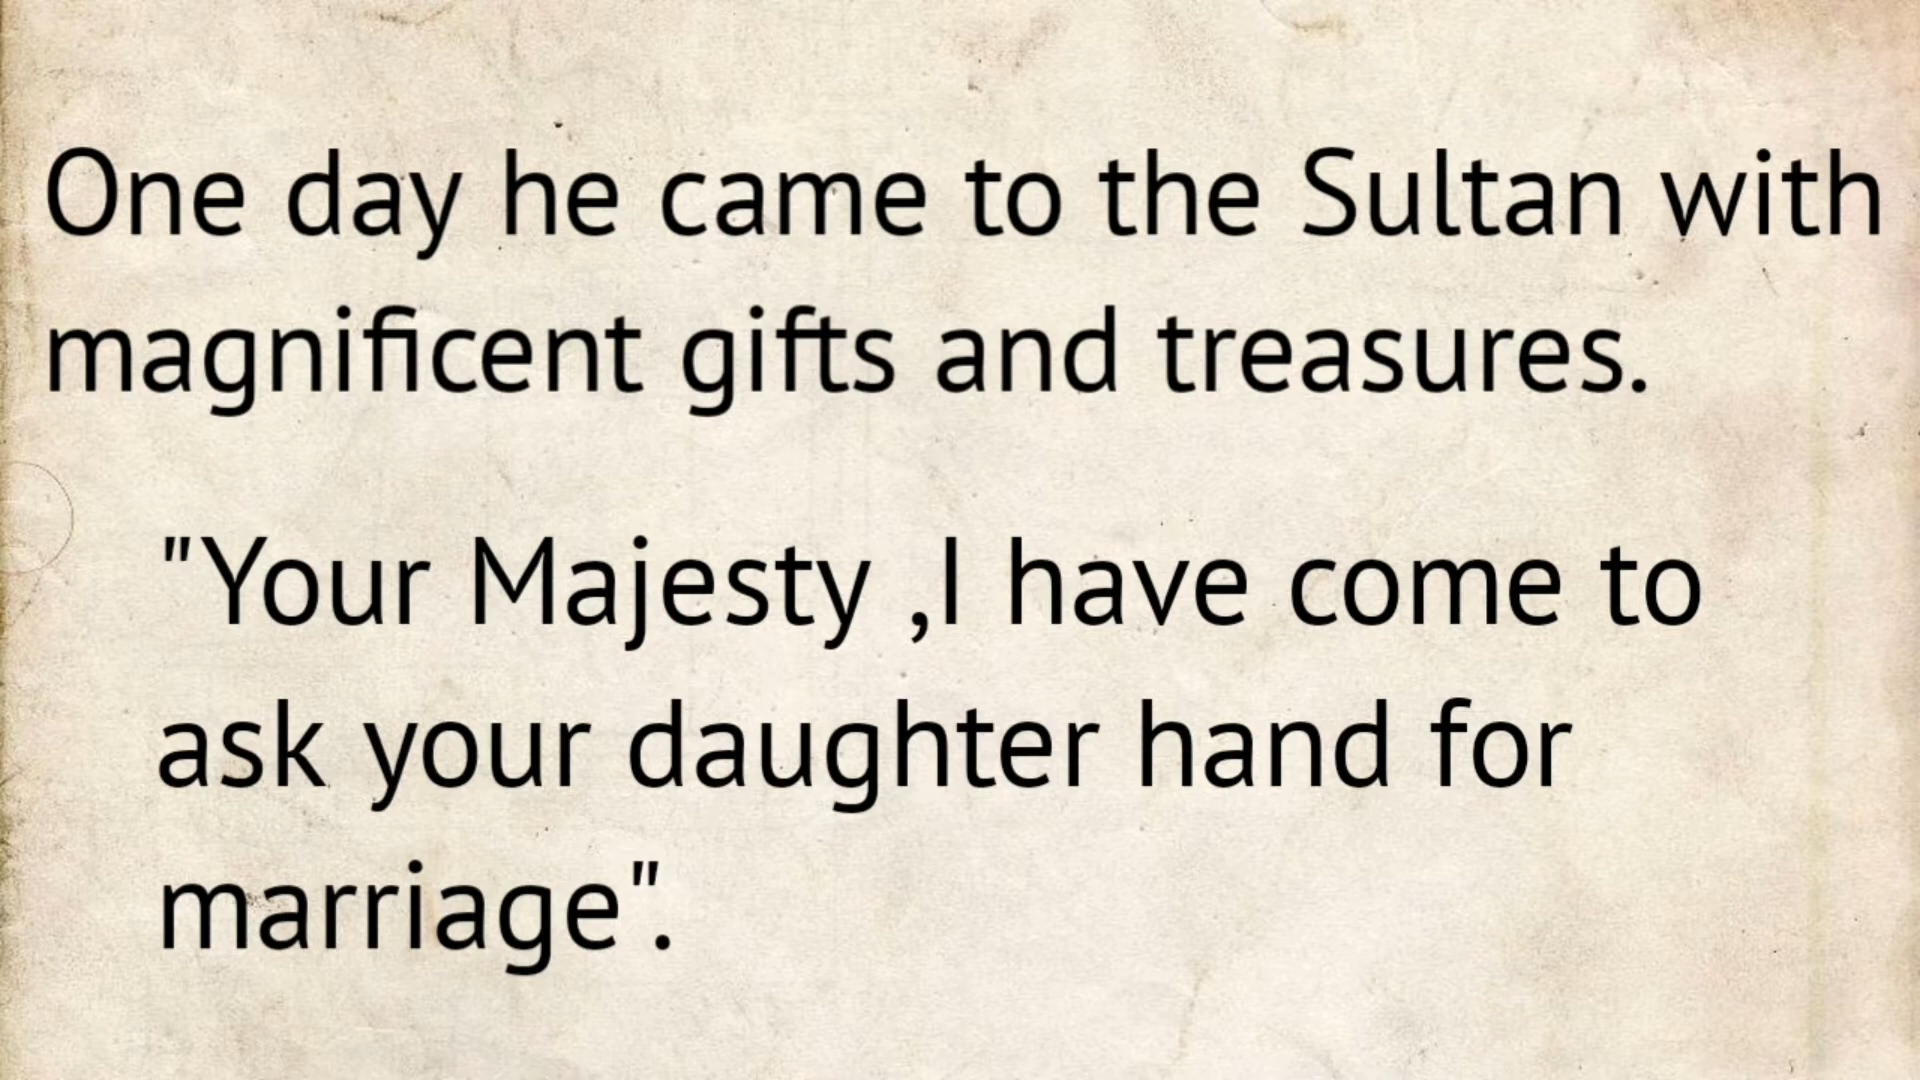 One day he came to the Sultan with
magnificent gifts and treasures.
"Your Majesty ,I have come to
ask your daughter hand for
marriage".